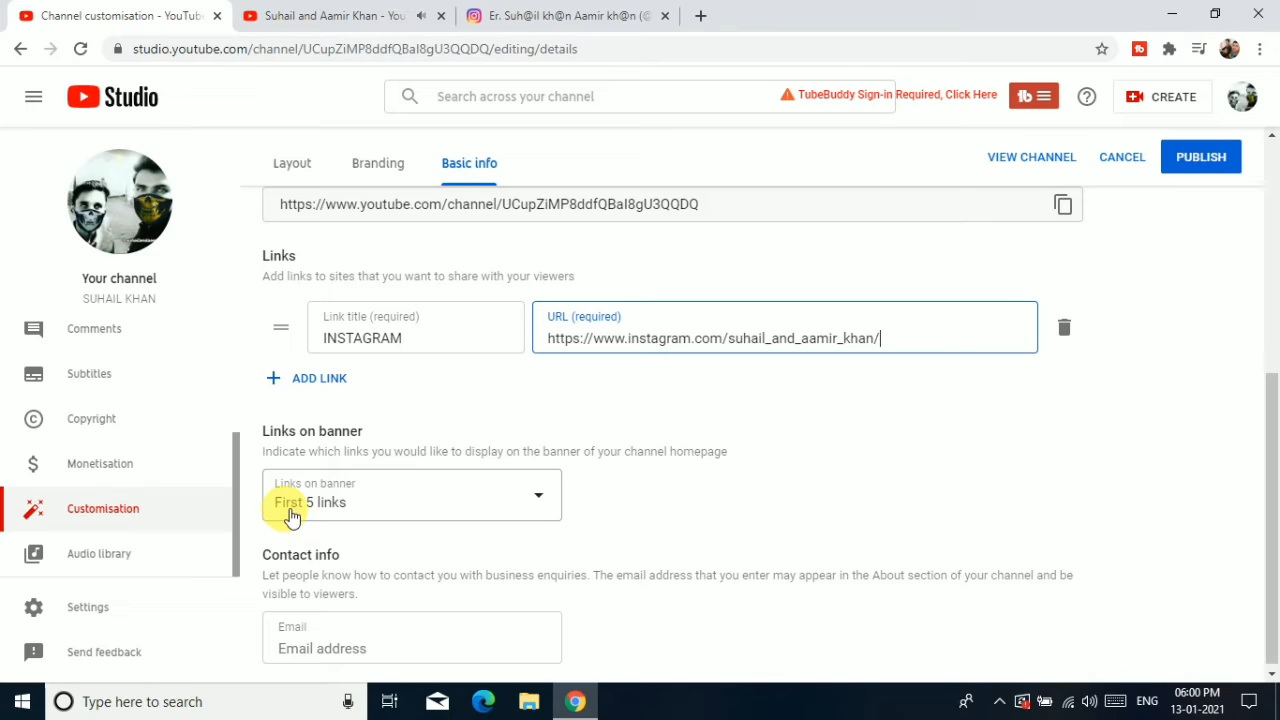 Channel customisation - YouTube
Suhail and Aamir Khan - You
Er. Suh@il kh@n Aamir kh@n (@
studio.youtube.com/channel/UCupZiMP8ddfQBaI8gU3QQDQ/editing/details
Studio
Search across your channel
TubeBuddy Sign-in Required, Click Here
tb
CREATE
Layout
Branding
Basic info
VIEW CHANNEL
CANCEL
PUBLISH
https://www.youtube.com/channel/UCupZiMP8ddfQBaI8gU3QQDQ
Your channel
SUHAIL KHAN
Comments
Subtitles
Copyright
Monetisation
Customisation
Audio library
Settings
Send feedback
Links
Add links to sites that you want to share with your viewers
Link title (required)
INSTAGRAM
URL (required)
https://www.instagram.com/suhail_and_aamir_khan/
ADD LINK
Links on banner
Indicate which links you would like to display on the banner of your channel homepage
Links on banner
First 5 links
Contact info
Let people know how to contact you with business enquiries. The email address that you enter may appear in the About section of your channel and be
visible to viewers.
Email
Email address
Type here to search
ENG
06:00 PM
13-01-2021